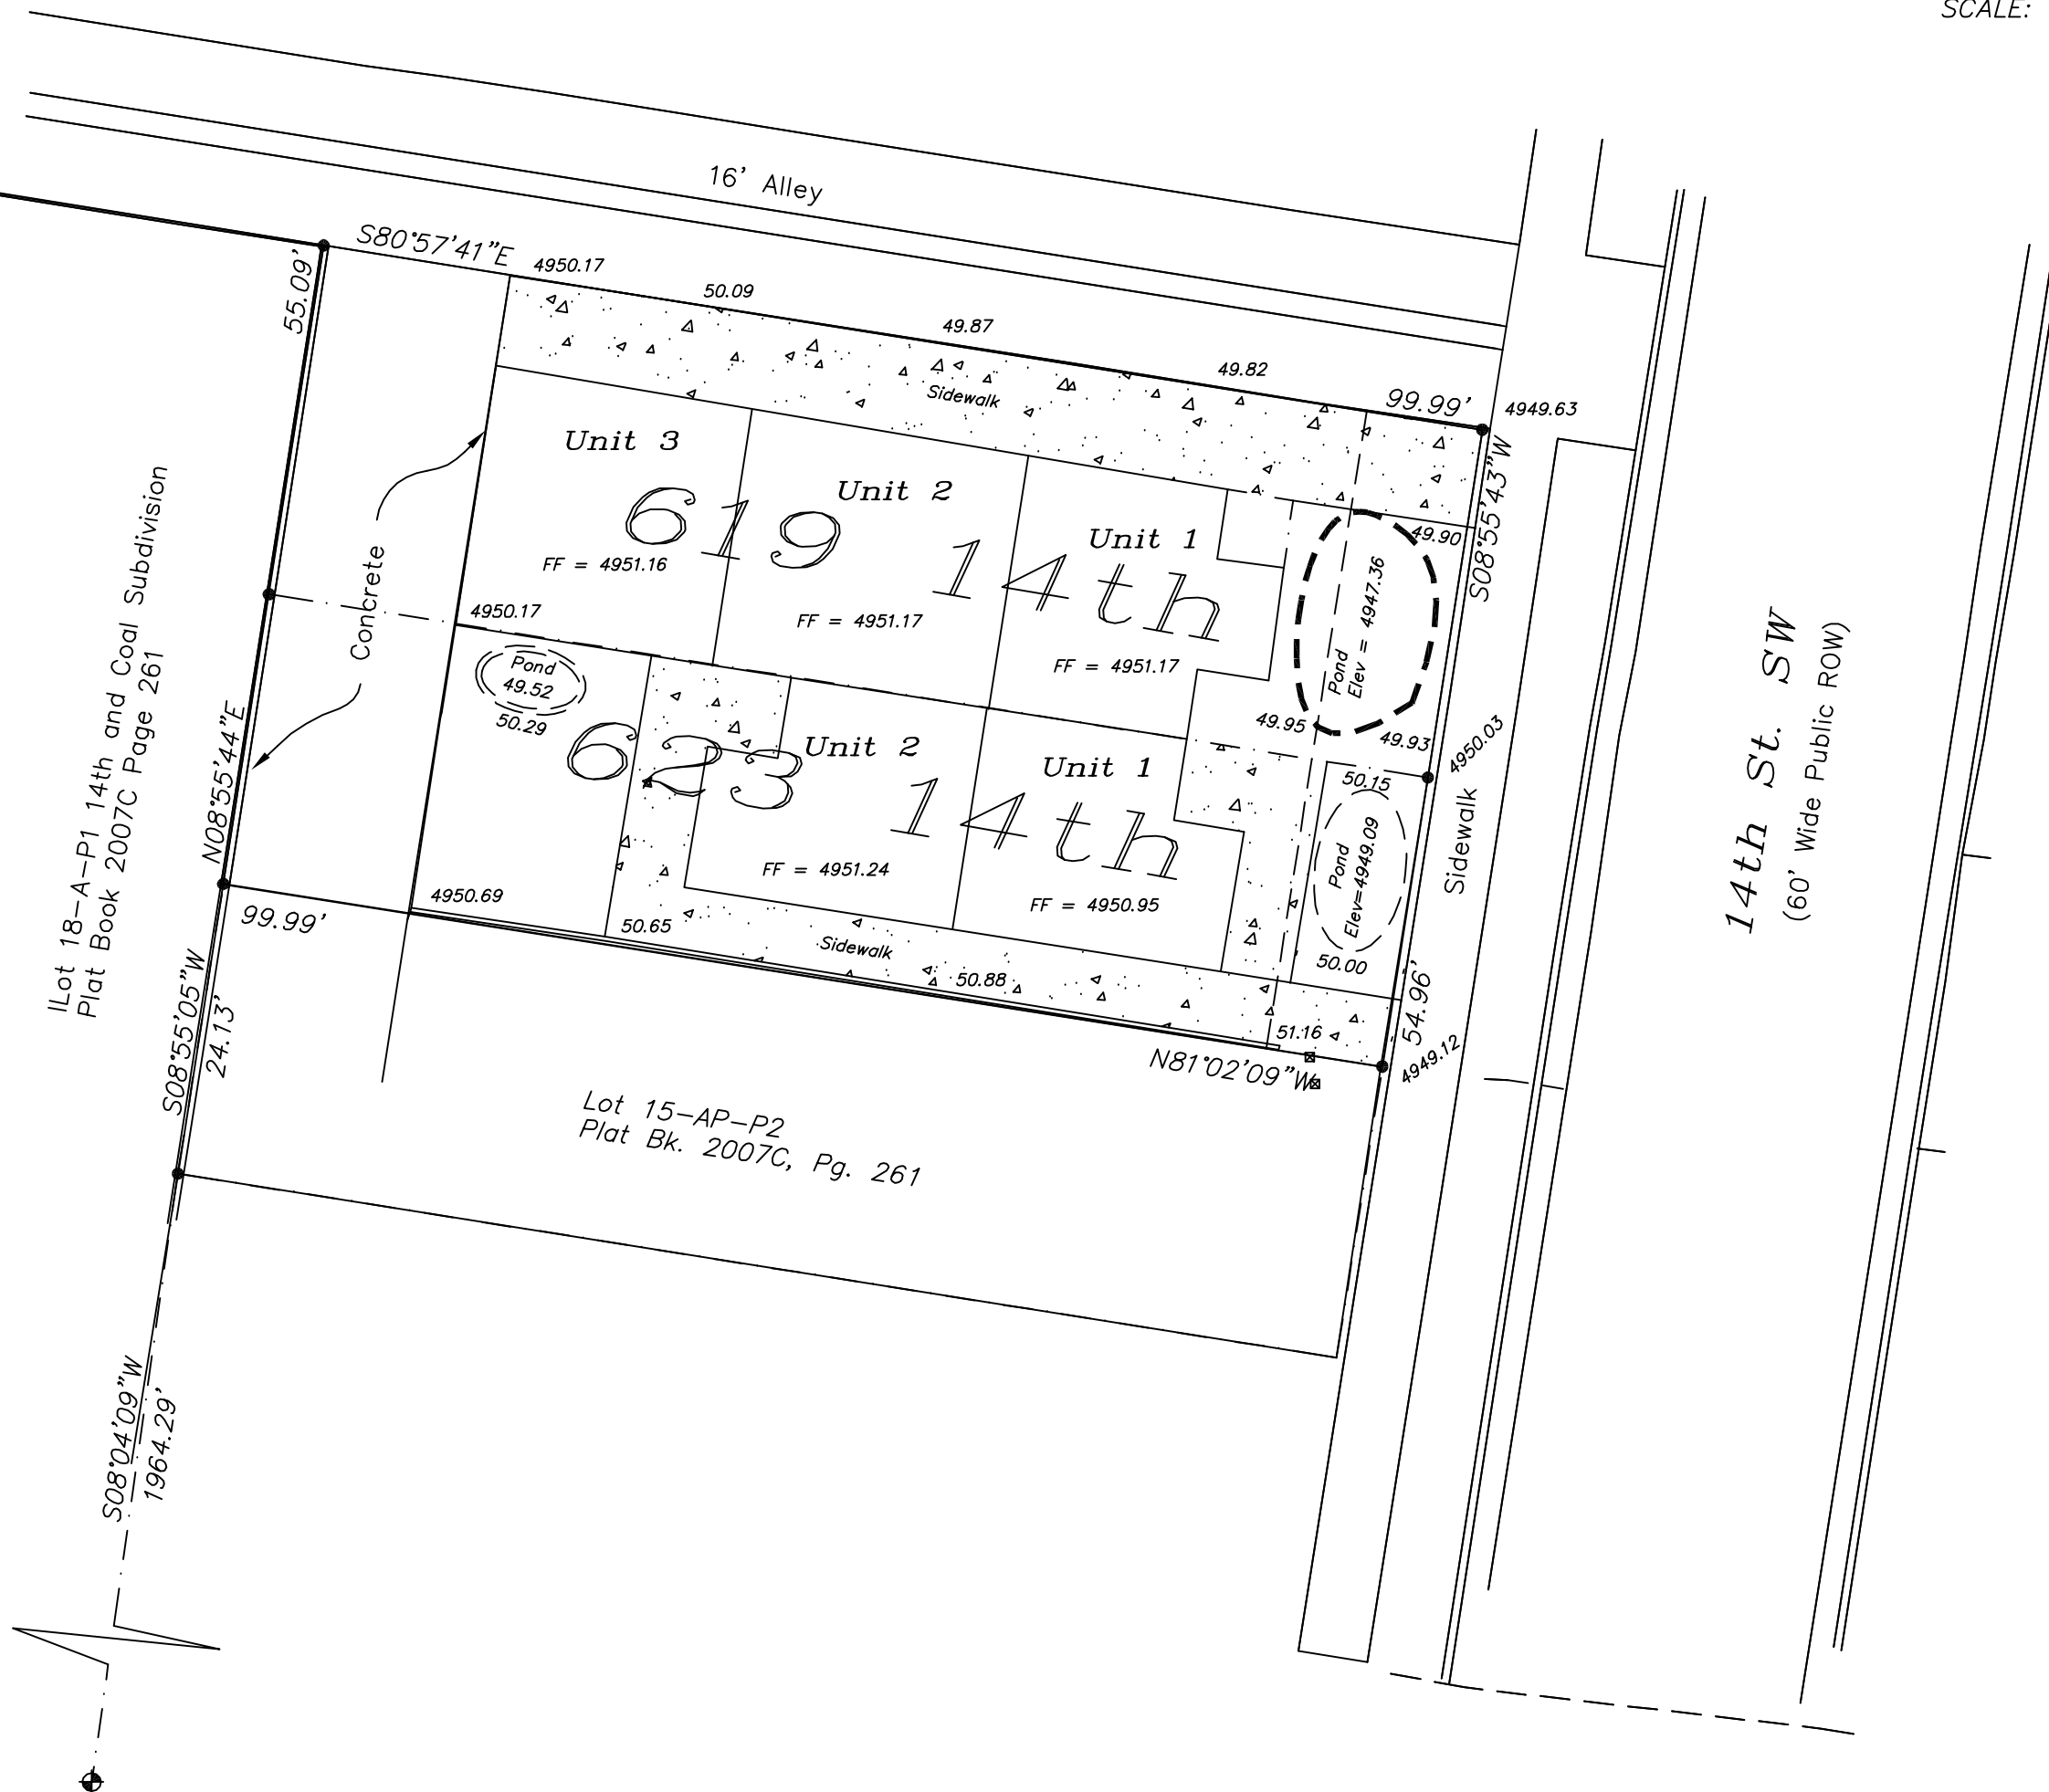 SCALE:
16' Alley
S80°57'41"E
4950.17
50.09
49.87
49.82
99.99'
4949.63
55.09'
Sidewalk
S08°55'43"W
Unit 3
Unit 2
Unit 1
619 14th
FF = 4951.16
FF = 4951.17
FF = 4951.17
49.90
Pond
Elev = 4947.36
Concrete
4950.17
Pond
49.52
50.29
49.95
49.93
4950.03
623 14th
Unit 2
Unit 1
50.15
FF = 4951.24
FF = 4950.95
Pond
Elev=4949.09
Sidewalk
14th St. SW
(60' Wide Public ROW)
Lot 18-A-P1 14th and Coal Subdivision
Plat Book 2007C Page 261
N08°55'44"E
99.99'
4950.69
50.65
Sidewalk
50.88
50.00
51.16
54.96'
4949.12
N81°02'09"W
S08°55'05"W
24.13'
Lot 15-AP-P2
Plat Bk. 2007C, Pg. 261
S08°04'09"W
1964.29'